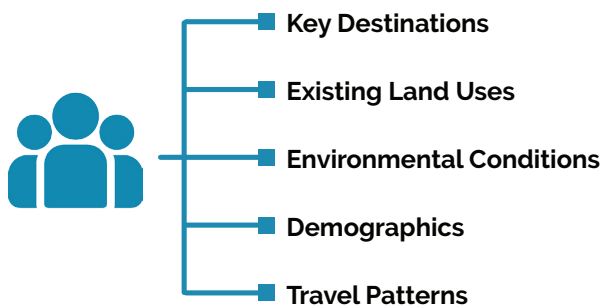 Key Destinations
Existing Land Uses
Environmental Conditions
Demographics
Travel Patterns